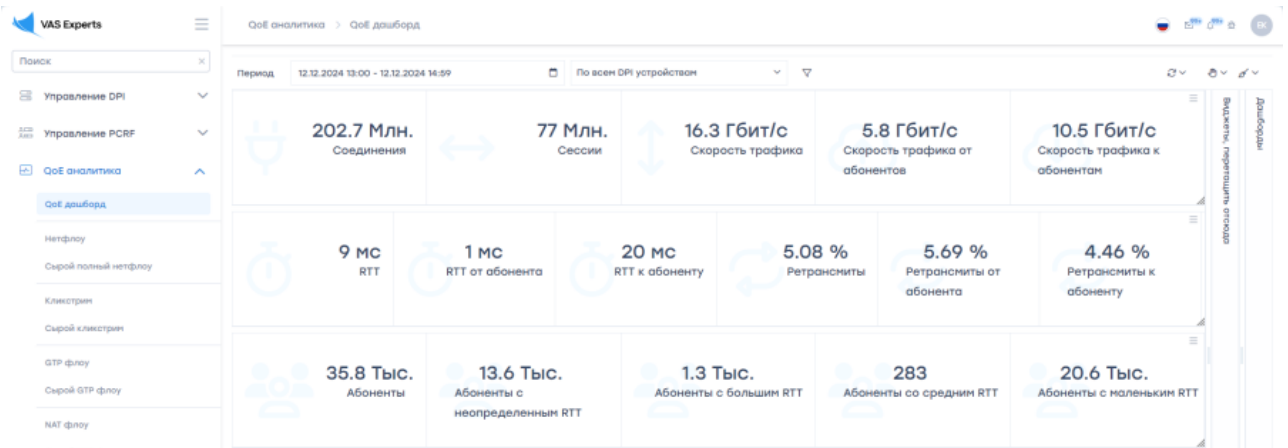 VAS Experts
QoE аналитика > QoE дашборд
99+ 99+
EK
Поиск
Период 12.12.2024 13:00 - 12.12.2024 14:59 По всем DPI устройствам
Управление DPI
Управление PCRF
QoE аналитика
QoE дашборд
Нетфлоу
Сырой полный нетфлоу
Кликстрим
Сырой кликстрим
GTP флоу
Сырой GTP флоу
NAT флоу
202.7 Млн.
Соединения
77 Млн.
Сессии
16.3 Гбит/с
Скорость трафика
5.8 Гбит/с
Скорость трафика от
абонентов
10.5 Гбит/с
Скорость трафика к
абонентам
9 мс
RTT
1 мс
RTT от абонента
20 мс
RTT к абоненту
5.08 %
Ретрансмиты
5.69 %
Ретрансмиты от
абонента
4.46 %
Ретрансмиты к
абоненту
35.8 Тыс.
Абоненты
13.6 Тыс.
Абоненты с
неопределенным RTT
1.3 Тыс.
Абоненты с большим RTT
283
Абоненты со средним RTT
20.6 Тыс.
Абоненты с маленьким RTT
Виджеты, перетащить отсюда
Дашборды